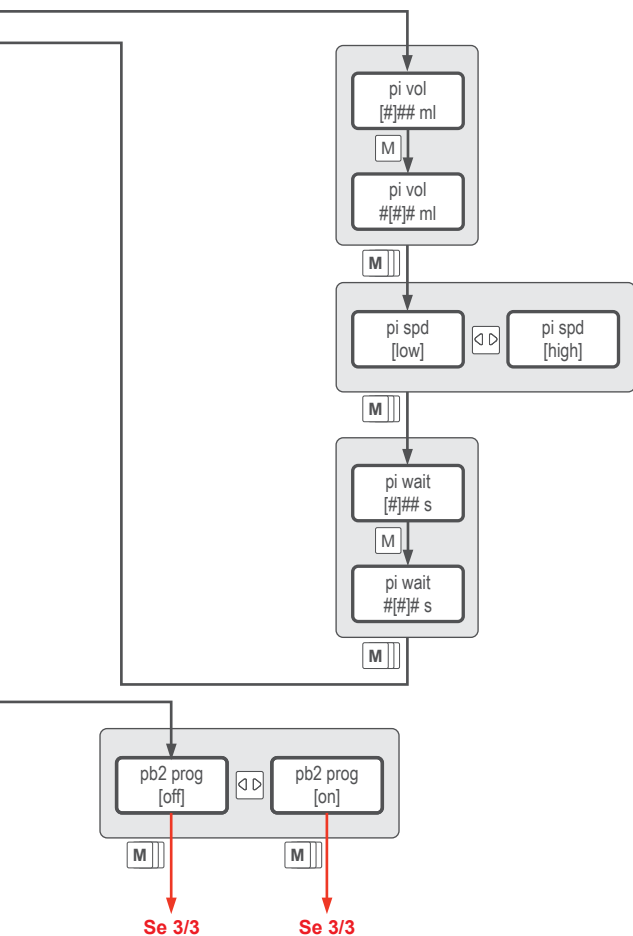 pi vol
[#]## ml
M
pi vol
#[#]# ml
M
pi spd
[low]
pi spd
[high]
M
pi wait
[#]## s
M
pi wait
#[#]# s
M
pb2 prog
[off]
pb2 prog
[on]
M
M
Se 3/3
Se 3/3